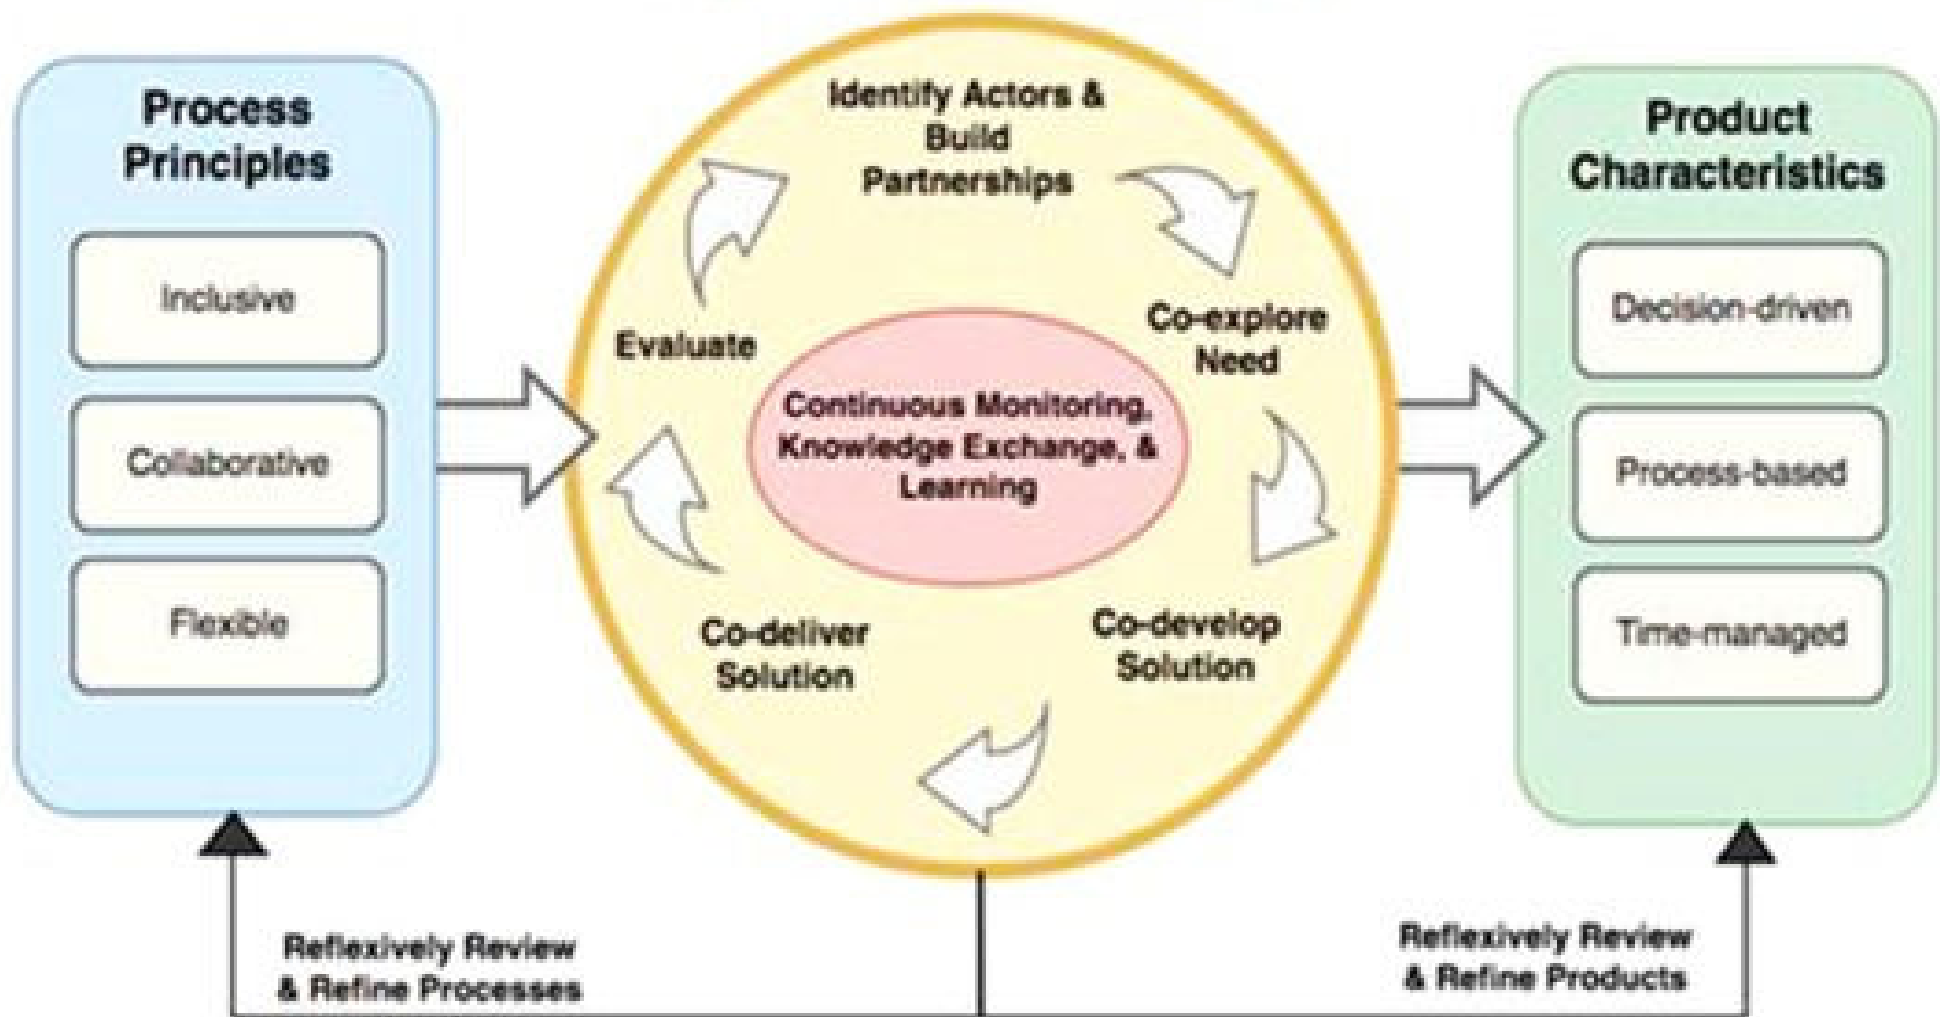 Process
Principles
Inclusive
Collaborative
Flexible
Identify Actors &
Build
Partnerships
Co-explore
Need
Co-develop
Solution
Co-deliver
Solution
Evaluate
Continuous Monitoring,
Knowledge Exchange, &
Learning
Product
Characteristics
Decision-driven
Process-based
Time-managed
Reflexively Review
& Refine Processes
Reflexively Review
& Refine Products